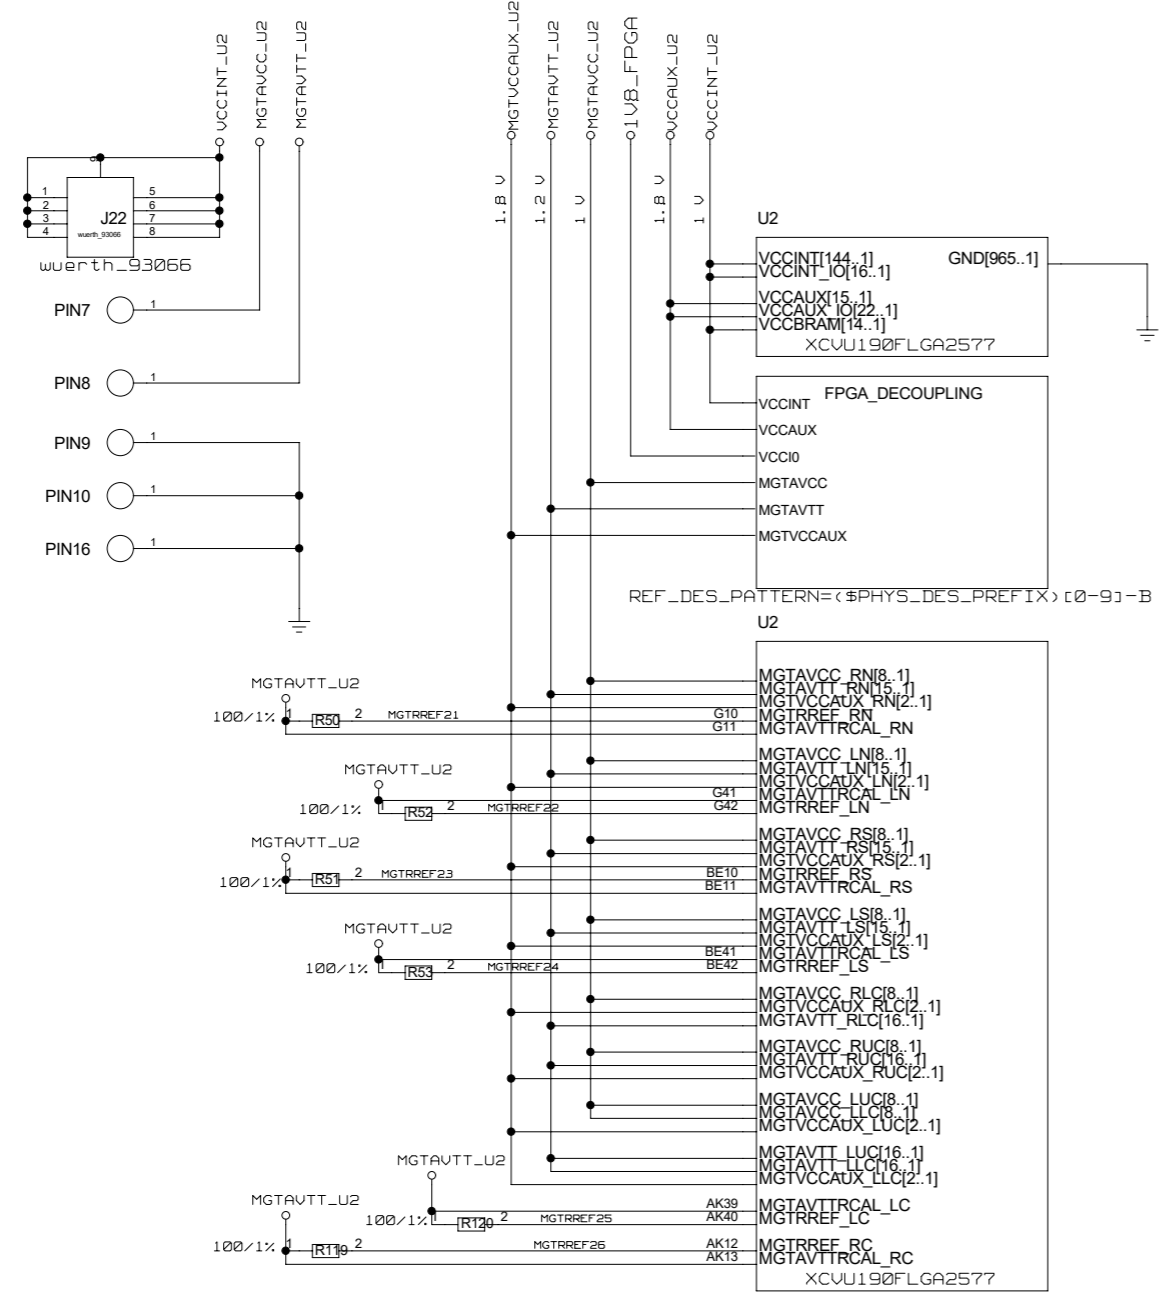 VCCINT_U2
MGTAVCC_U2
MGTAVTT_U2
MGTVCCAUX_U2
MGTAVTT_U2
MGTAVCC_U2
1V8_FPGA
VCCAUX_U2
VCCINT_U2
1.8 V
1.2 V
1 V
1.8 V
1 V
9
1 5
2 6
3 J22 7
4 wuerth_93066 8
wuerth_93066
PIN7 1
PIN8 1
PIN9 1
PIN10 1
PIN16 1
U2
VCCINT[144..1] GND[965..1]
VCCINT_IO[16..1]
VCCAUX[15..1]
VCCAUX_IO[22..1]
VCCBRAM[14..1]
XCVU190FLGA2577
FPGA_DECOUPLING
VCCINT
VCCAUX
VCCI0
MGTAVCC
MGTAVTT
MGTVCCAUX
REF_DES_PATTERN=($PHYS_DES_PREFIX)[0-9]-B
U2
MGTAVCC_RN[8..1]
MGTAVTT_RN[15..1]
MGTVCCAUX_RN[2..1]
MGTAVTT_U2
100/1% 1 R50 2 MGTRREF21 G10 MGTRREF_RN
G11 MGTAVTTRCAL_RN
MGTAVCC_LN[8..1]
MGTAVTT_LN[15..1]
MGTVCCAUX_LN[2..1]
MGTAVTT_U2
G41 MGTAVTTRCAL_LN
100/1% 1 R52 2 MGTRREF22 G42 MGTRREF_LN
MGTAVCC_RS[8..1]
MGTAVTT_RS[15..1]
MGTVCCAUX_RS[2..1]
MGTAVTT_U2
100/1% 1 R51 2 MGTRREF23 BE10 MGTRREF_RS
BE11 MGTAVTTRCAL_RS
MGTAVCC_LS[8..1]
MGTAVTT_LS[15..1]
MGTVCCAUX_LS[2..1]
MGTAVTT_U2
BE41 MGTAVTTRCAL_LS
100/1% 1 R53 2 MGTRREF24 BE42 MGTRREF_LS
MGTAVCC_RLC[8..1]
MGTVCCAUX_RLC[2..1]
MGTAVTT_RLC[16..1]
MGTAVCC_RUC[8..1]
MGTAVTT_RUC[16..1]
MGTVCCAUX_RUC[2..1]
MGTAVCC_LUC[8..1]
MGTAVCC_LLC[8..1]
MGTVCCAUX_LUC[2..1]
MGTAVTT_LUC[16..1]
MGTAVTT_LLC[16..1]
MGTVCCAUX_LLC[2..1]
MGTAVTT_U2
AK39 MGTAVTTRCAL_LC
100/1% 1 R120 2 MGTRREF25 AK40 MGTRREF_LC
MGTAVTT_U2
100/1% 1 R119 2 MGTRREF26 AK12 MGTRREF_RC
AK13 MGTAVTTRCAL_RC
XCVU190FLGA2577